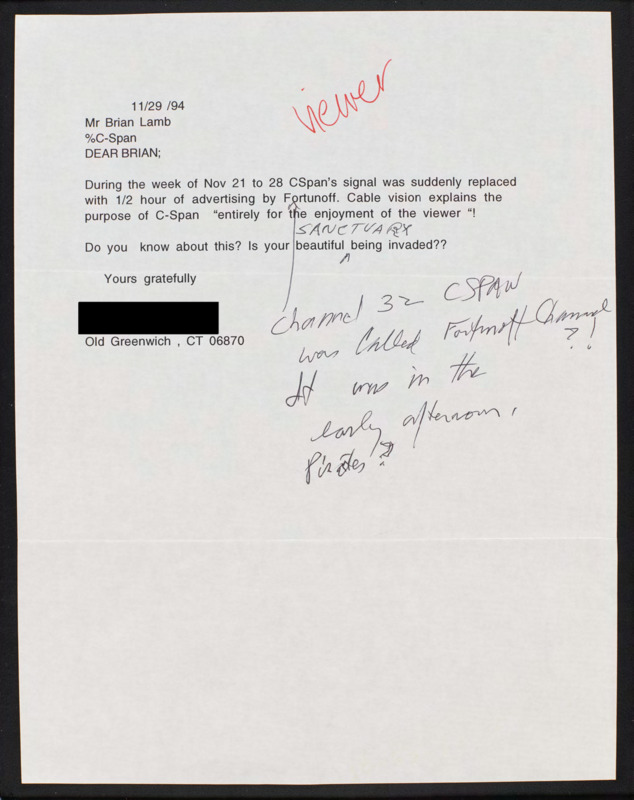 viewer
11/29 /94
Mr Brian Lamb
%C-Span
DEAR BRIAN;
During the week of Nov 21 to 28 CSpan's signal was suddenly replaced
with 1/2 hour of advertising by Fortunoff. Cable vision explains the
purpose of C-Span "entirely for the enjoyment of the viewer "!
SANCTUARY
Do you know about this? Is your beautiful being invaded??
Yours gratefully
Old Greenwich , CT 06870
Channel 32 CSPAN
was Called Fortunoff Channel
?!
It was in the
early afternoon,
Pirates?